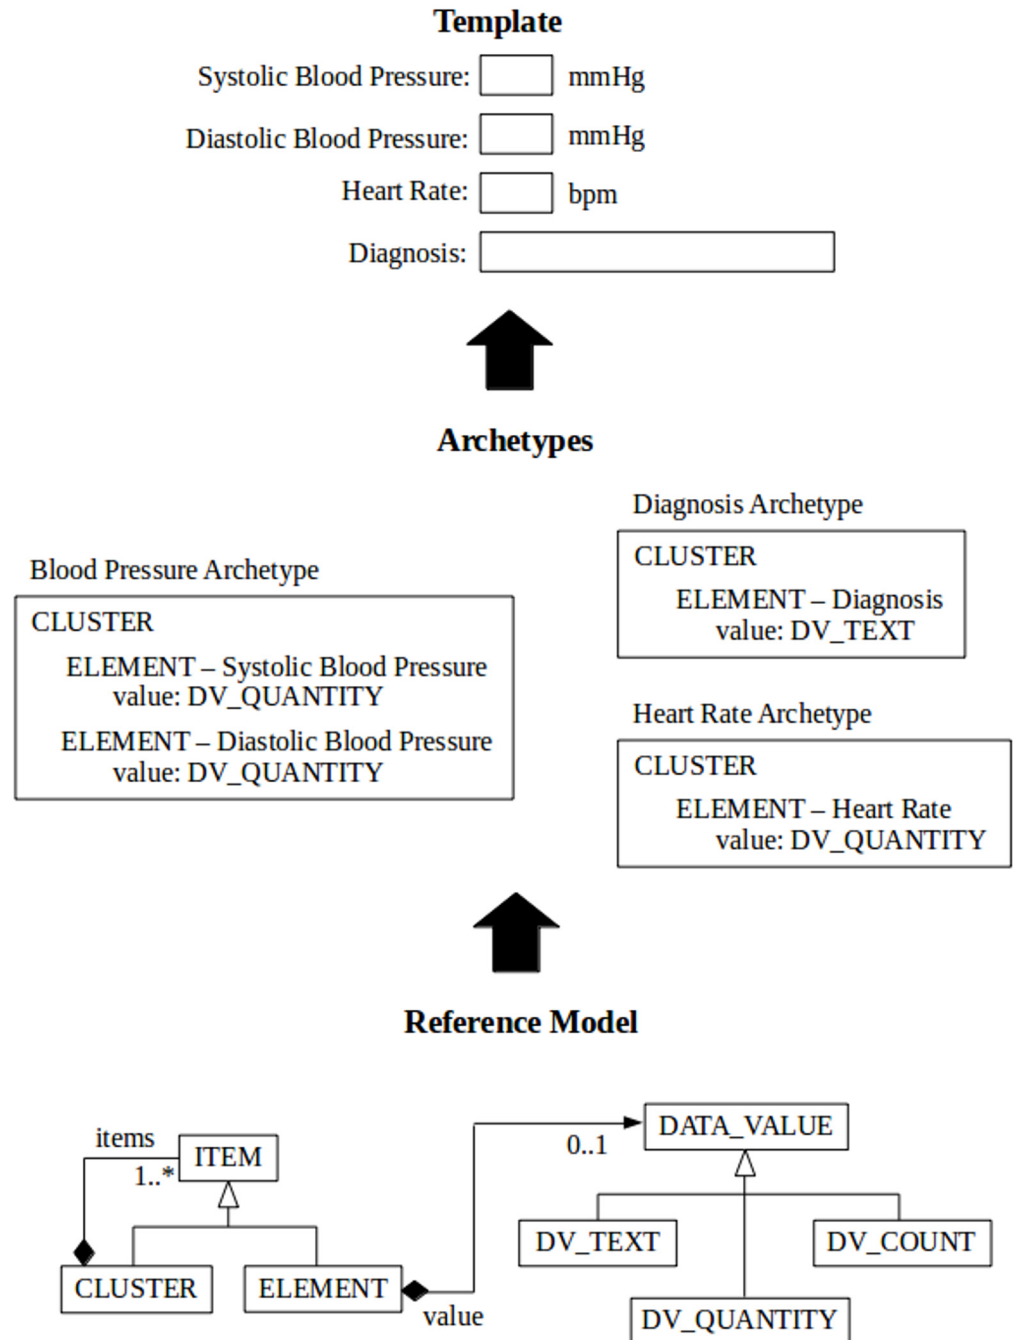 Template
Systolic Blood Pressure: mmHg
Diastolic Blood Pressure: mmHg
Heart Rate: bpm
Diagnosis:
Archetypes
Blood Pressure Archetype
CLUSTER
ELEMENT – Systolic Blood Pressure
value: DV_QUANTITY
ELEMENT – Diastolic Blood Pressure
value: DV_QUANTITY
Diagnosis Archetype
CLUSTER
ELEMENT – Diagnosis
value: DV_TEXT
Heart Rate Archetype
CLUSTER
ELEMENT – Heart Rate
value: DV_QUANTITY
Reference Model
items
1..*
ITEM
CLUSTER
ELEMENT
value
0..1
DATA_VALUE
DV_TEXT
DV_COUNT
DV_QUANTITY